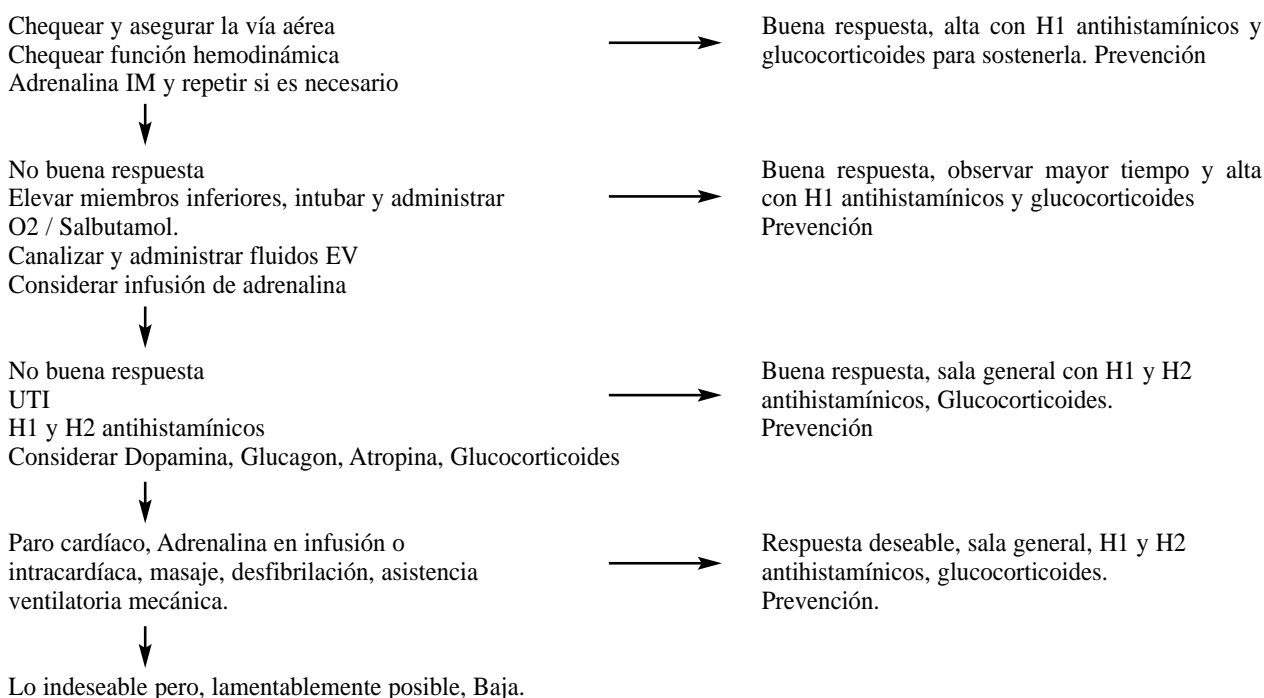 Chequear y asegurar la vía aérea
Chequear función hemodinámica
Adrenalina IM y repetir si es necesario
Buena respuesta, alta con H1 antihistamínicos y
glucocorticoides para sostenerla. Prevención
No buena respuesta
Elevar miembros inferiores, intubar y administrar
O2 / Salbutamol.
Canalizar y administrar fluidos EV
Considerar infusión de adrenalina
Buena respuesta, observar mayor tiempo y alta
con H1 antihistamínicos y glucocorticoides
Prevención
No buena respuesta
UTI
H1 y H2 antihistamínicos
Considerar Dopamina, Glucagon, Atropina, Glucocorticoides
Buena respuesta, sala general con H1 y H2
antihistamínicos, Glucocorticoides.
Prevención
Paro cardíaco, Adrenalina en infusión o
intracardíaca, masaje, desfibrilación, asistencia
ventilatoria mecánica.
Respuesta deseable, sala general, H1 y H2
antihistamínicos, glucocorticoides.
Prevención.
Lo indeseable pero, lamentablemente posible, Baja.